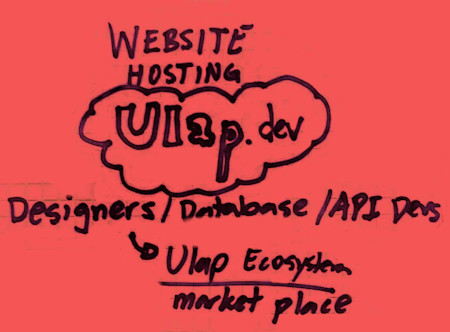 WEBSITE
HOSTING
Ulap.dev
Designers/Database/API Devs
Ulap Ecosystem
market place